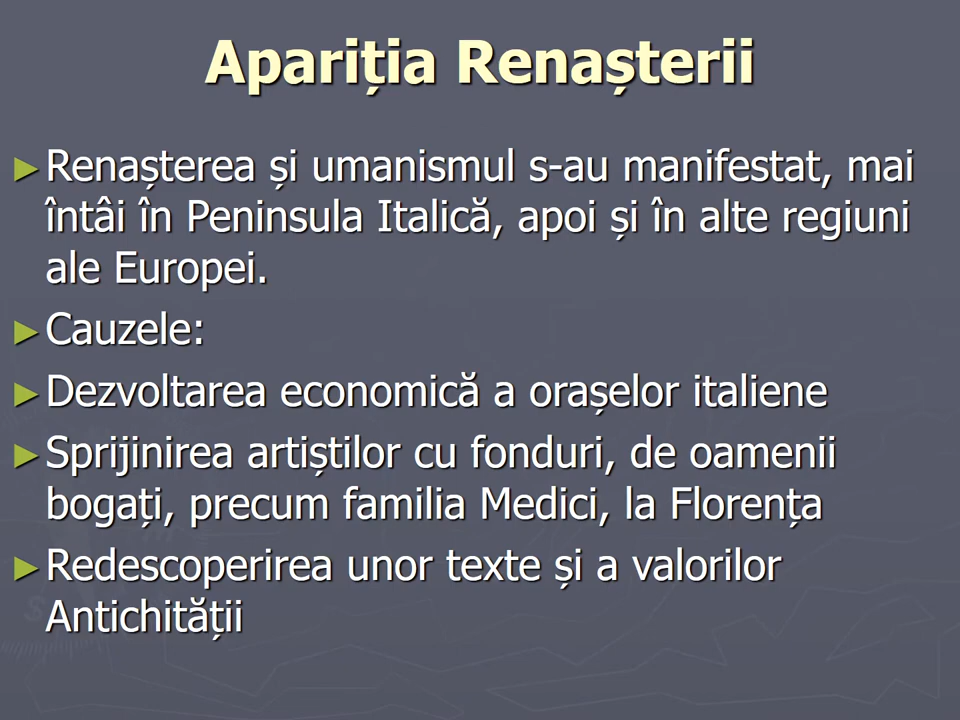 Apariția Renașterii
►Renașterea și umanismul s-au manifestat, mai
întâi în Peninsula Italică, apoi și în alte regiuni
ale Europei.
►Cauzele:
►Dezvoltarea economică a orașelor italiene
►Sprijinirea artiștilor cu fonduri, de oamenii
bogați, precum familia Medici, la Florența
►Redescoperirea unor texte și a valorilor
Antichității